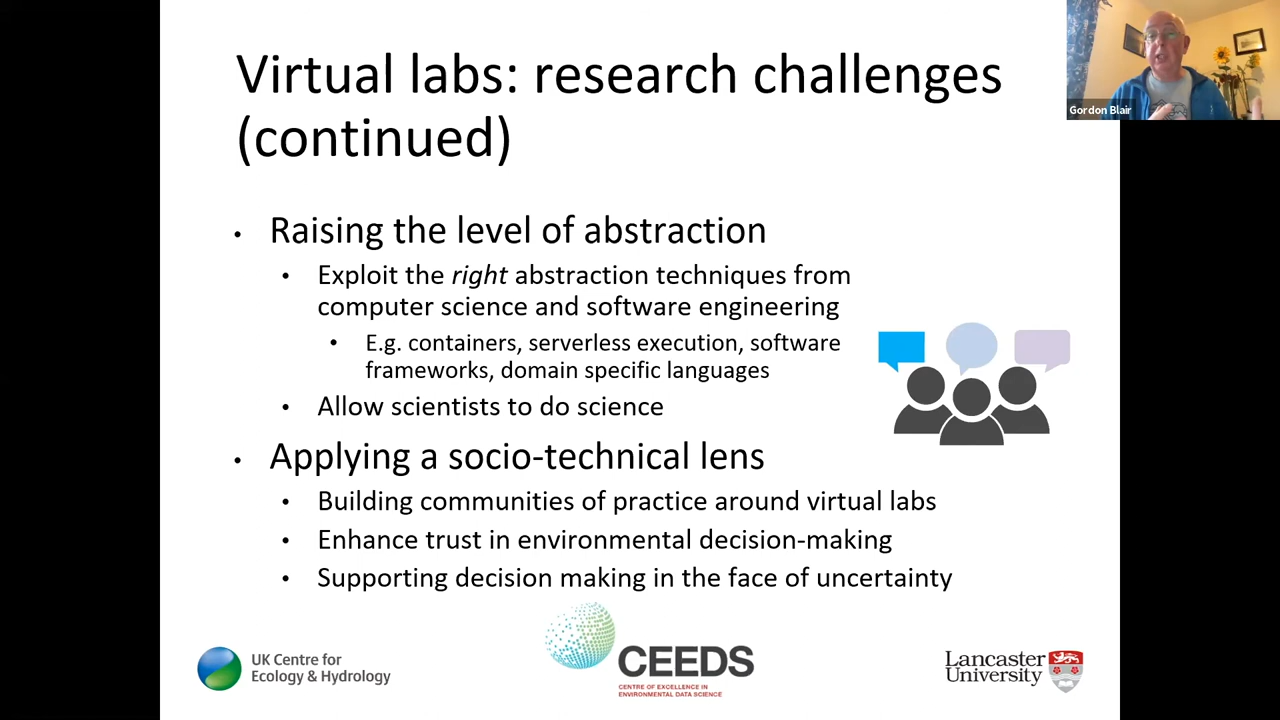 Virtual labs: research challenges
(continued)
Gordon Blair
• Raising the level of abstraction
• Exploit the right abstraction techniques from
computer science and software engineering
• E.g. containers, serverless execution, software
frameworks, domain specific languages
• Allow scientists to do science
• Applying a socio-technical lens
• Building communities of practice around virtual labs
• Enhance trust in environmental decision-making
• Supporting decision making in the face of uncertainty
UK Centre for
Ecology & Hydrology
CEEDS
CENTRE OF EXCELLENCE IN
ENVIRONMENTAL DATA SCIENCE
Lancaster
University